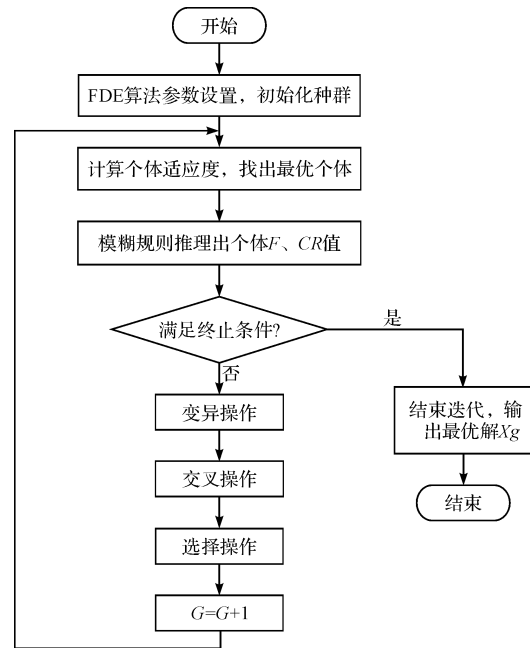 开始
FDE算法参数设置，初始化种群
计算个体适应度，找出最优个体
模糊规则推理出个体F、CR值
满足终止条件?
是
否
变异操作
结束迭代，输
出最优解Xg
交叉操作
结束
选择操作
G=G+1